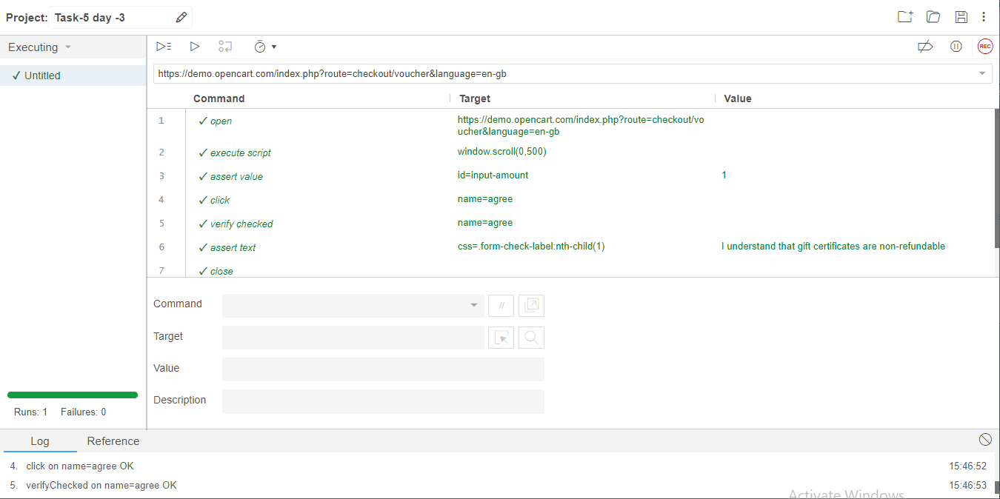 Project: Task-5 day -3
Executing
REC
✓ Untitled
https://demo.opencart.com/index.php?route=checkout/voucher&language=en-gb
Command Target Value
1 ✓ open https://demo.opencart.com/index.php?route=checkout/vo
ucher&language=en-gb
2 ✓ execute script window.scroll(0,500)
3 ✓ assert value id=input-amount 1
4 ✓ click name=agree
5 ✓ verify checked name=agree
6 ✓ assert text css=.form-check-label:nth-child(1) I understand that gift certificates are non-refundable
7 ✓ close
Command //
Target
Value
Description
Runs: 1 Failures: 0
Log Reference
4. click on name=agree OK 15:46:52
5. verifyChecked on name=agree OK 15:46:53
Activate Windows